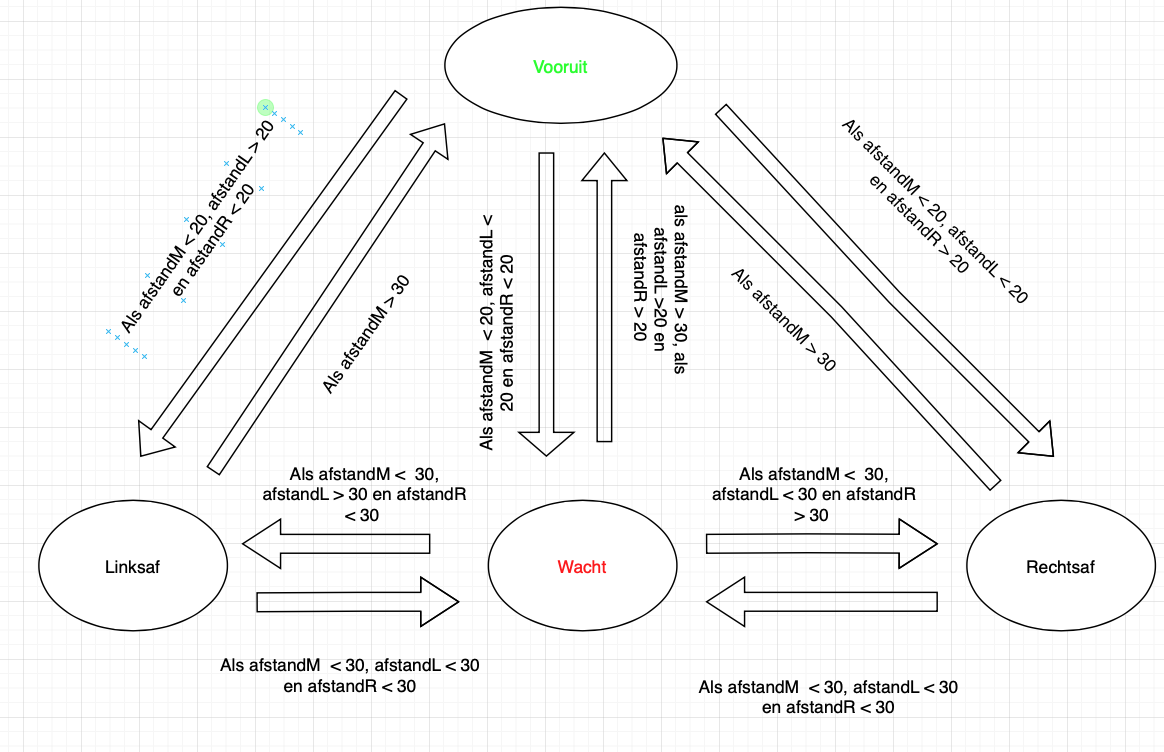 Vooruit
Als afstandM < 20, afstandL > 20
en afstandR < 20
Als afstandM > 30
Als afstandM < 20, afstandL <
20 en afstandR < 20
als afstandM > 30, als
afstandL >20 en
afstandR > 20
Als afstandM > 30
Als afstandM < 20, afstandL < 20
en afstandR > 20
Als afstandM < 30,
afstandL > 30 en afstandR
< 30
Als afstandM < 30,
afstandL < 30 en afstandR
> 30
Linksaf
Wacht
Rechtsaf
Als afstandM < 30, afstandL < 30
en afstandR < 30
Als afstandM < 30, afstandL < 30
en afstandR < 30